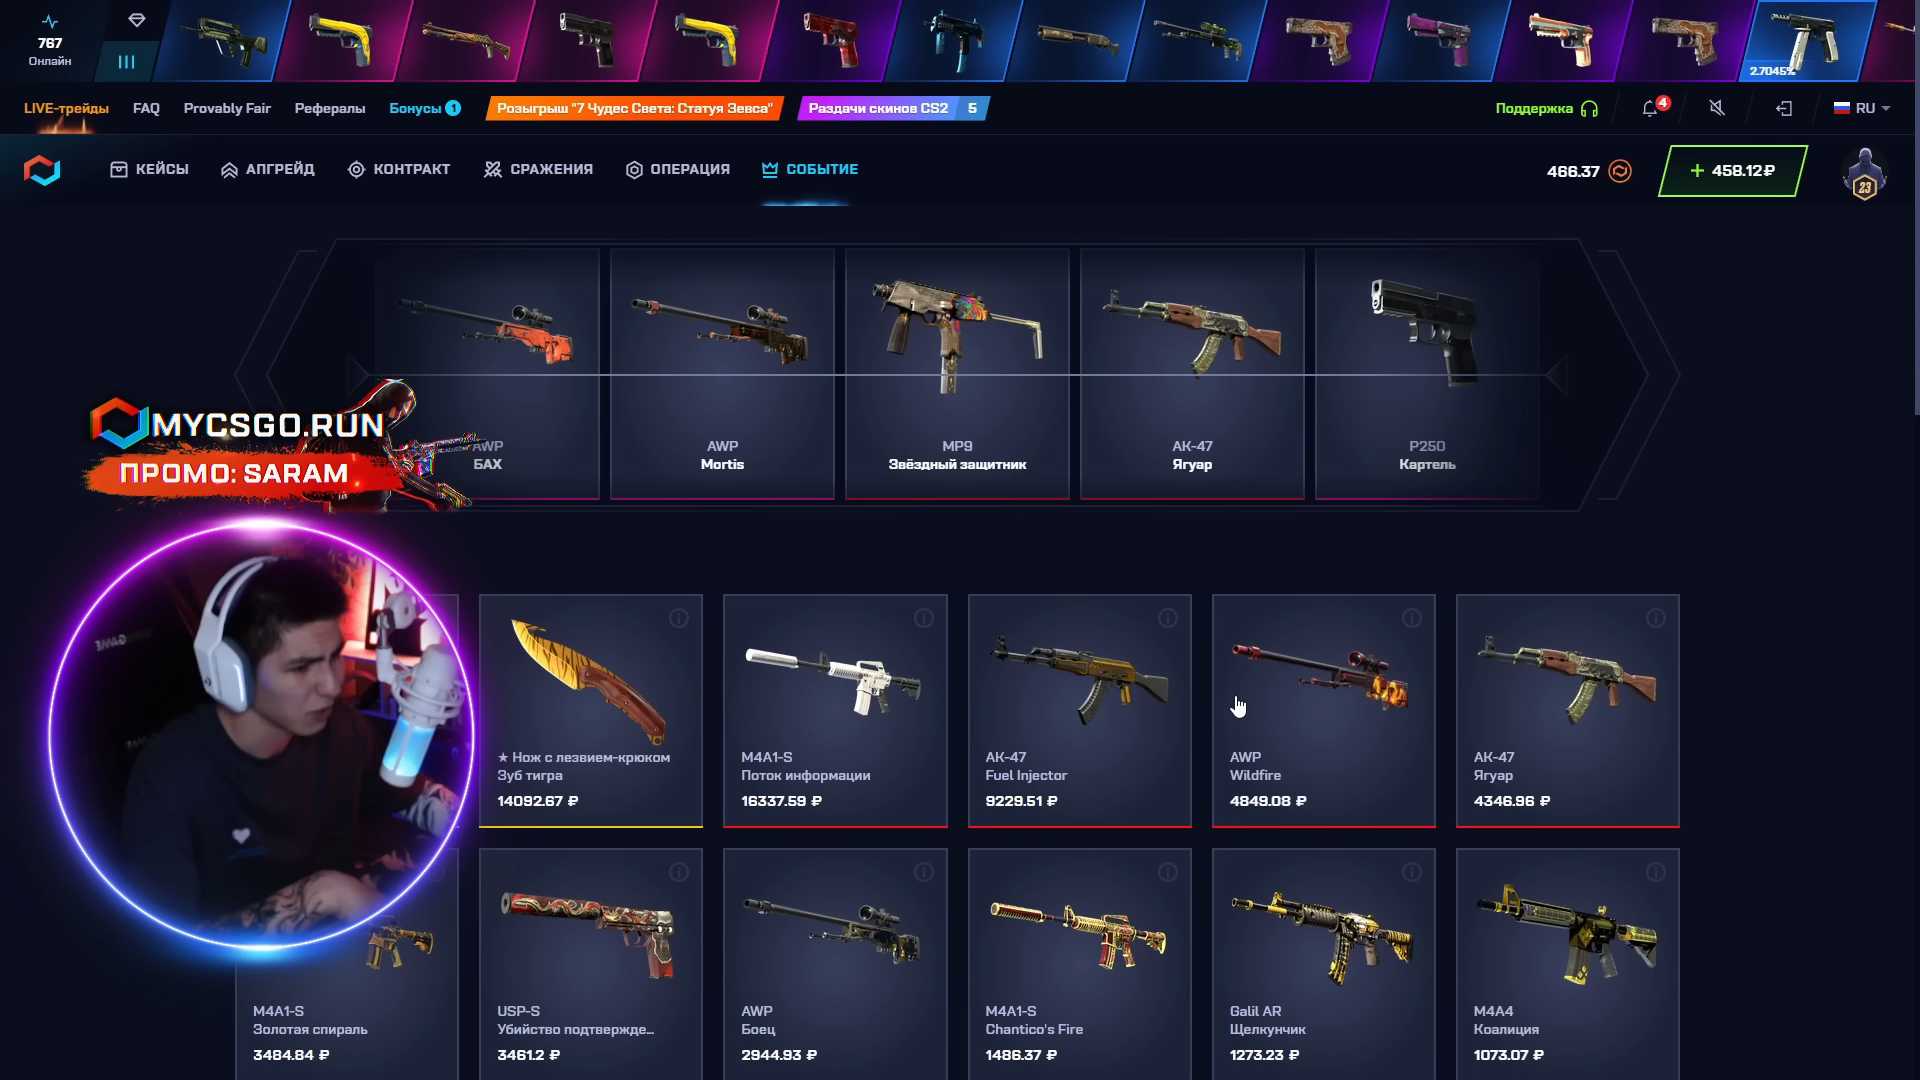 767
Онлайн
2.7045%
LIVE-трейды
FAQ
Provably Fair
Рефералы
Бонусы 1
Розыгрыш "7 Чудес Света: Статуя Зевса"
Раздачи скинов CS2 5
Поддержка
4
RU
КЕЙСЫ
АПГРЕЙД
КОНТРАКТ
СРАЖЕНИЯ
ОПЕРАЦИЯ
СОБЫТИЕ
466.37
+ 458.12 ₽
23
AWP
БАХ
AWP
Mortis
MP9
Звёздный защитник
AK-47
Ягуар
P250
Картель
MYCSGO.RUN
ПРОМО: SARAM
★ Нож с лезвием-крюком
Зуб тигра
14092.67 ₽
M4A1-S
Поток информации
16337.59 ₽
AK-47
Fuel Injector
9229.51 ₽
AWP
Wildfire
4849.08 ₽
AK-47
Ягуар
4346.96 ₽
M4A1-S
Золотая спираль
3484.84 ₽
USP-S
Убийство подтвержде...
3461.2 ₽
AWP
Боец
2944.93 ₽
M4A1-S
Chantico's Fire
1486.37 ₽
Galil AR
Щелкунчик
1273.23 ₽
M4A4
Коалиция
1073.07 ₽